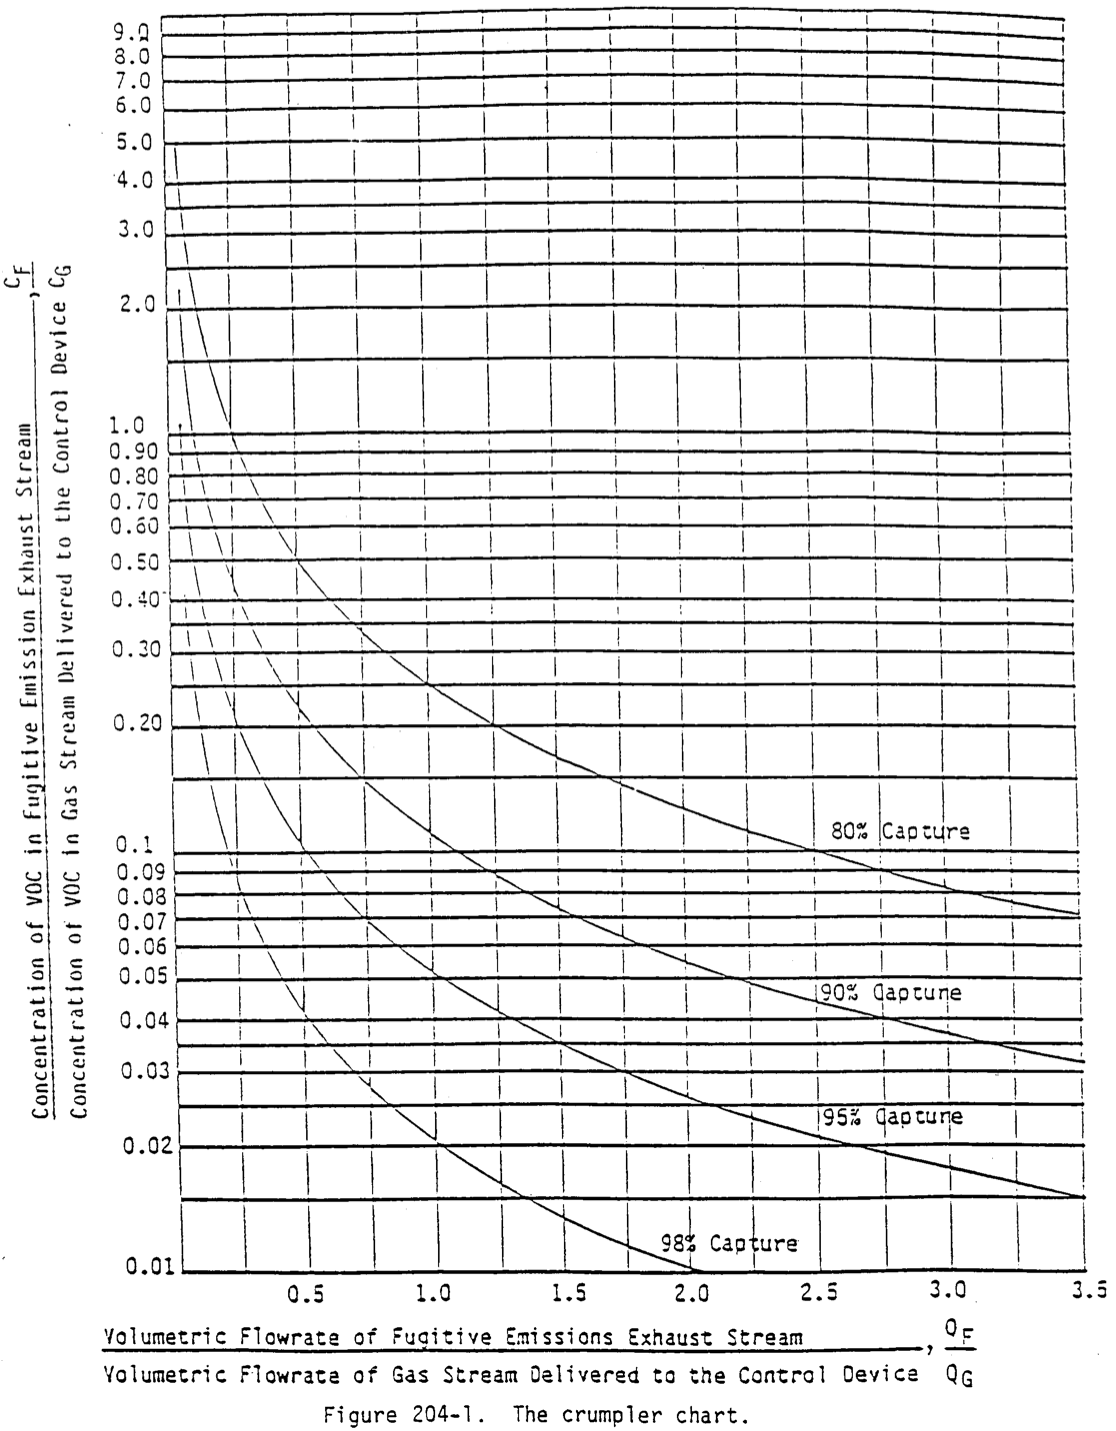 9.0
8.0
7.0
6.0
5.0
4.0
3.0
2.0
1.0
0.90
0.80
0.70
0.60
0.50
0.40
0.30
0.20
0.1
0.09
0.08
0.07
0.06
0.05
0.04
0.03
0.02
0.01
Concentration of VOC in Fugitive Emission Exhaust Stream , CF
Concentration of VOC in Gas Stream Delivered to the Control Device CG
80% Capture
90% Capture
95% Capture
98% Capture
0.5 1.0 1.5 2.0 2.5 3.0 3.5
Volumetric Flowrate of Fugitive Emissions Exhaust Stream , QF
Volumetric Flowrate of Gas Stream Delivered to the Control Device QG
Figure 204-1. The crumpler chart.